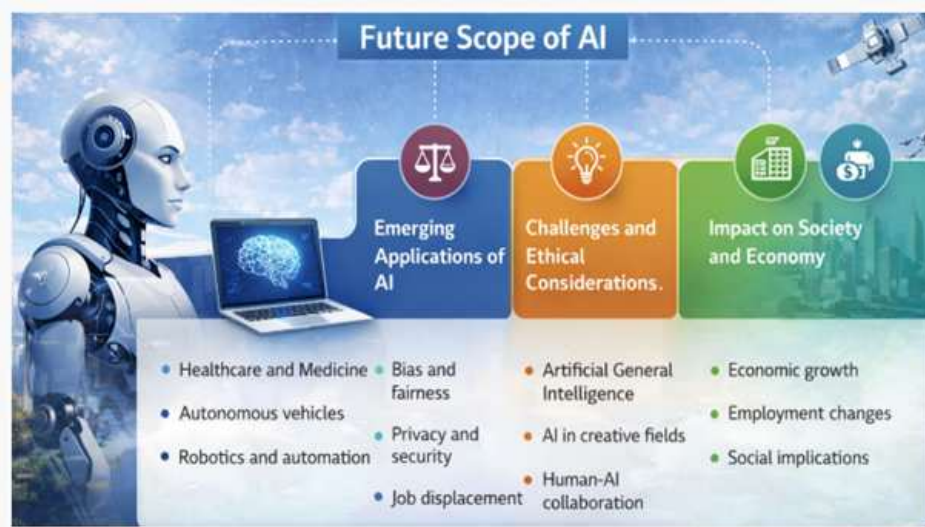 Future Scope of AI
Emerging
Applications of
AI
Challenges and
Ethical
Considerations.
Impact on Society
and Economy
Healthcare and Medicine
Autonomous vehicles
Robotics and automation
Bias and
fairness
Privacy and
security
Job displacement
Artificial General
Intelligence
AI in creative fields
Human-AI
collaboration
Economic growth
Employment changes
Social implications